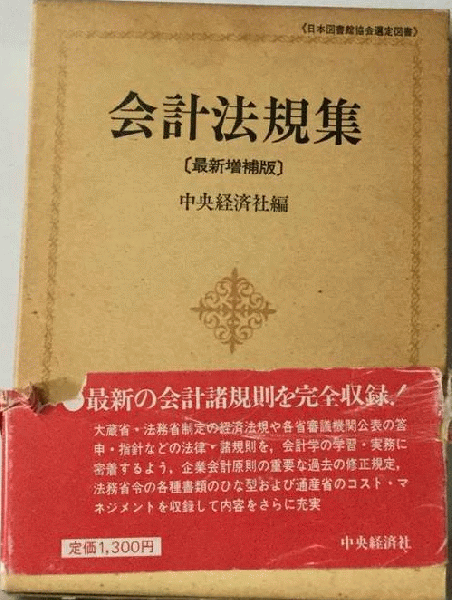 《日本図書館協会選定図書》
会計法規集
〔最新増補版〕
中央経済社編
●最新の会計諸規則を完全収録!
大蔵省・法務省制定の経済法規や各省審議機関公表の答
申・指針などの法律・諸規則を，会計学の学習・実務に
密着するよう，企業会計原則の重要な過去の修正規定，
法務省令の各種書類のひな型および通産省のコスト・マ
ネジメントを収録して内容をさらに充実
定価1,300円
中央経済社